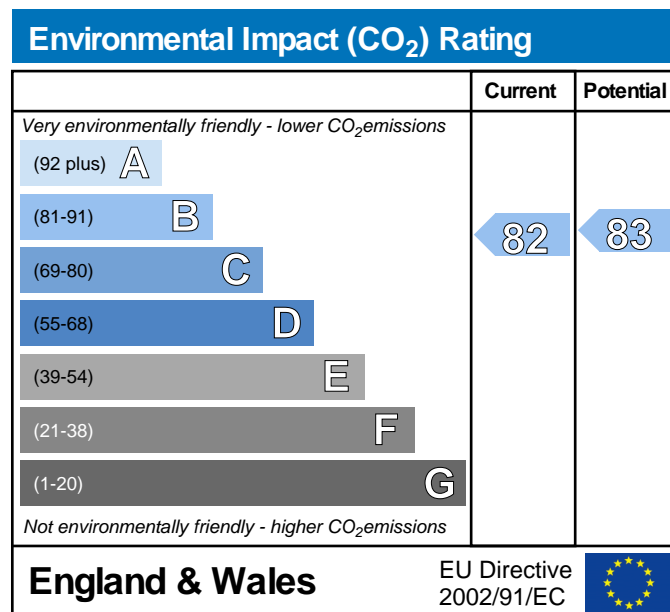 Environmental Impact (CO₂) Rating
Current Potential
Very environmentally friendly - lower CO₂emissions
(92 plus) A
(81-91) B
82 83
(69-80) C
(55-68) D
(39-54) E
(21-38) F
(1-20) G
Not environmentally friendly - higher CO₂emissions
England & Wales
EU Directive
2002/91/EC